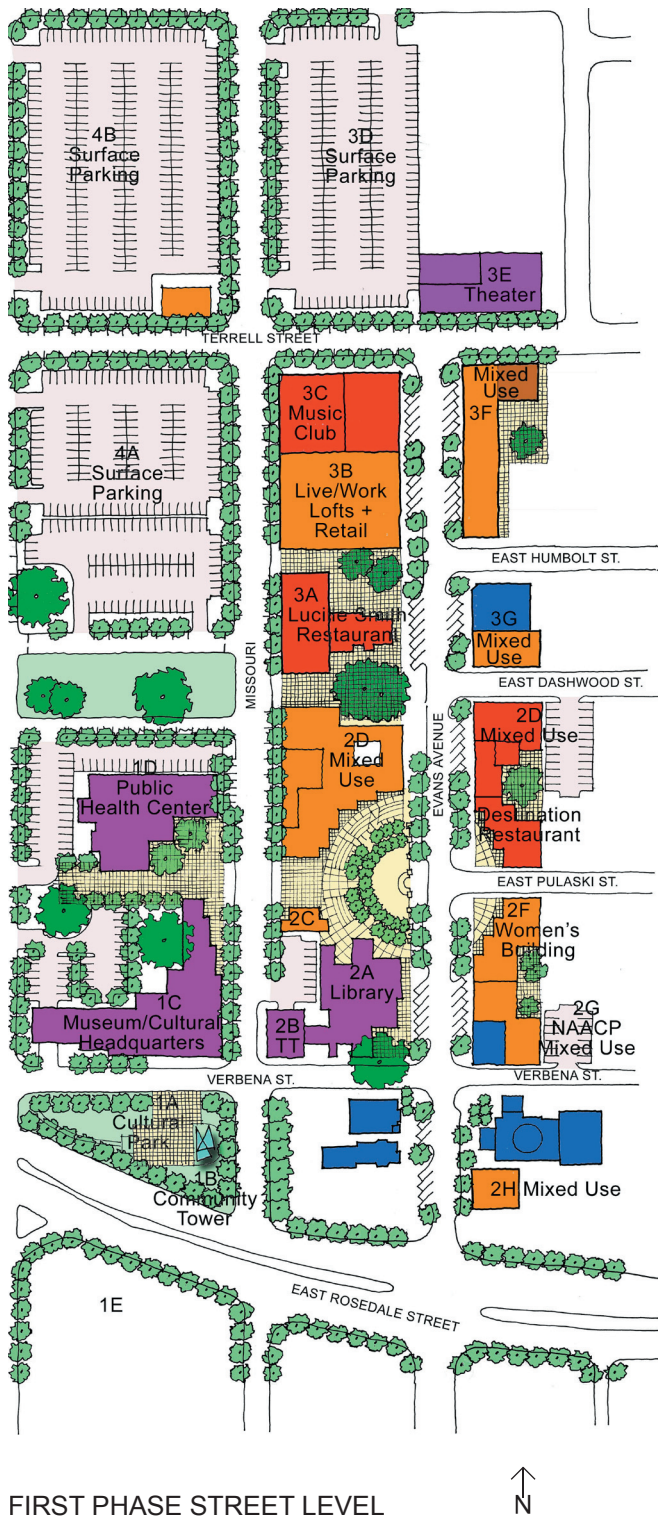 4B
Surface
Parking
3D
Surface
Parking
3E
Theater
TERRELL STREET
3C
Music
Club
Mixed
Use
3F
4A
Surface
Parking
3B
Live/Work
Lofts +
Retail
EAST HUMBOLT ST.
3A
Lucille Smith
Restaurant
3G
Mixed
Use
MISSOURI
EAST DASHWOOD ST.
EVANS AVENUE
2D
Mixed
Use
2D
Mixed Use
1D
Public
Health Center
Destination
Restaurant
EAST PULASKI ST.
2C
2F
Women's
Building
2A
Library
1C
Museum/Cultural
Headquarters
2B
TT
2G
NAACP
Mixed Use
VERBENA ST.
VERBENA ST.
1A
Cultural
Park
1B
Community
Tower
2H Mixed Use
EAST ROSEDALE STREET
1E
FIRST PHASE STREET LEVEL
N